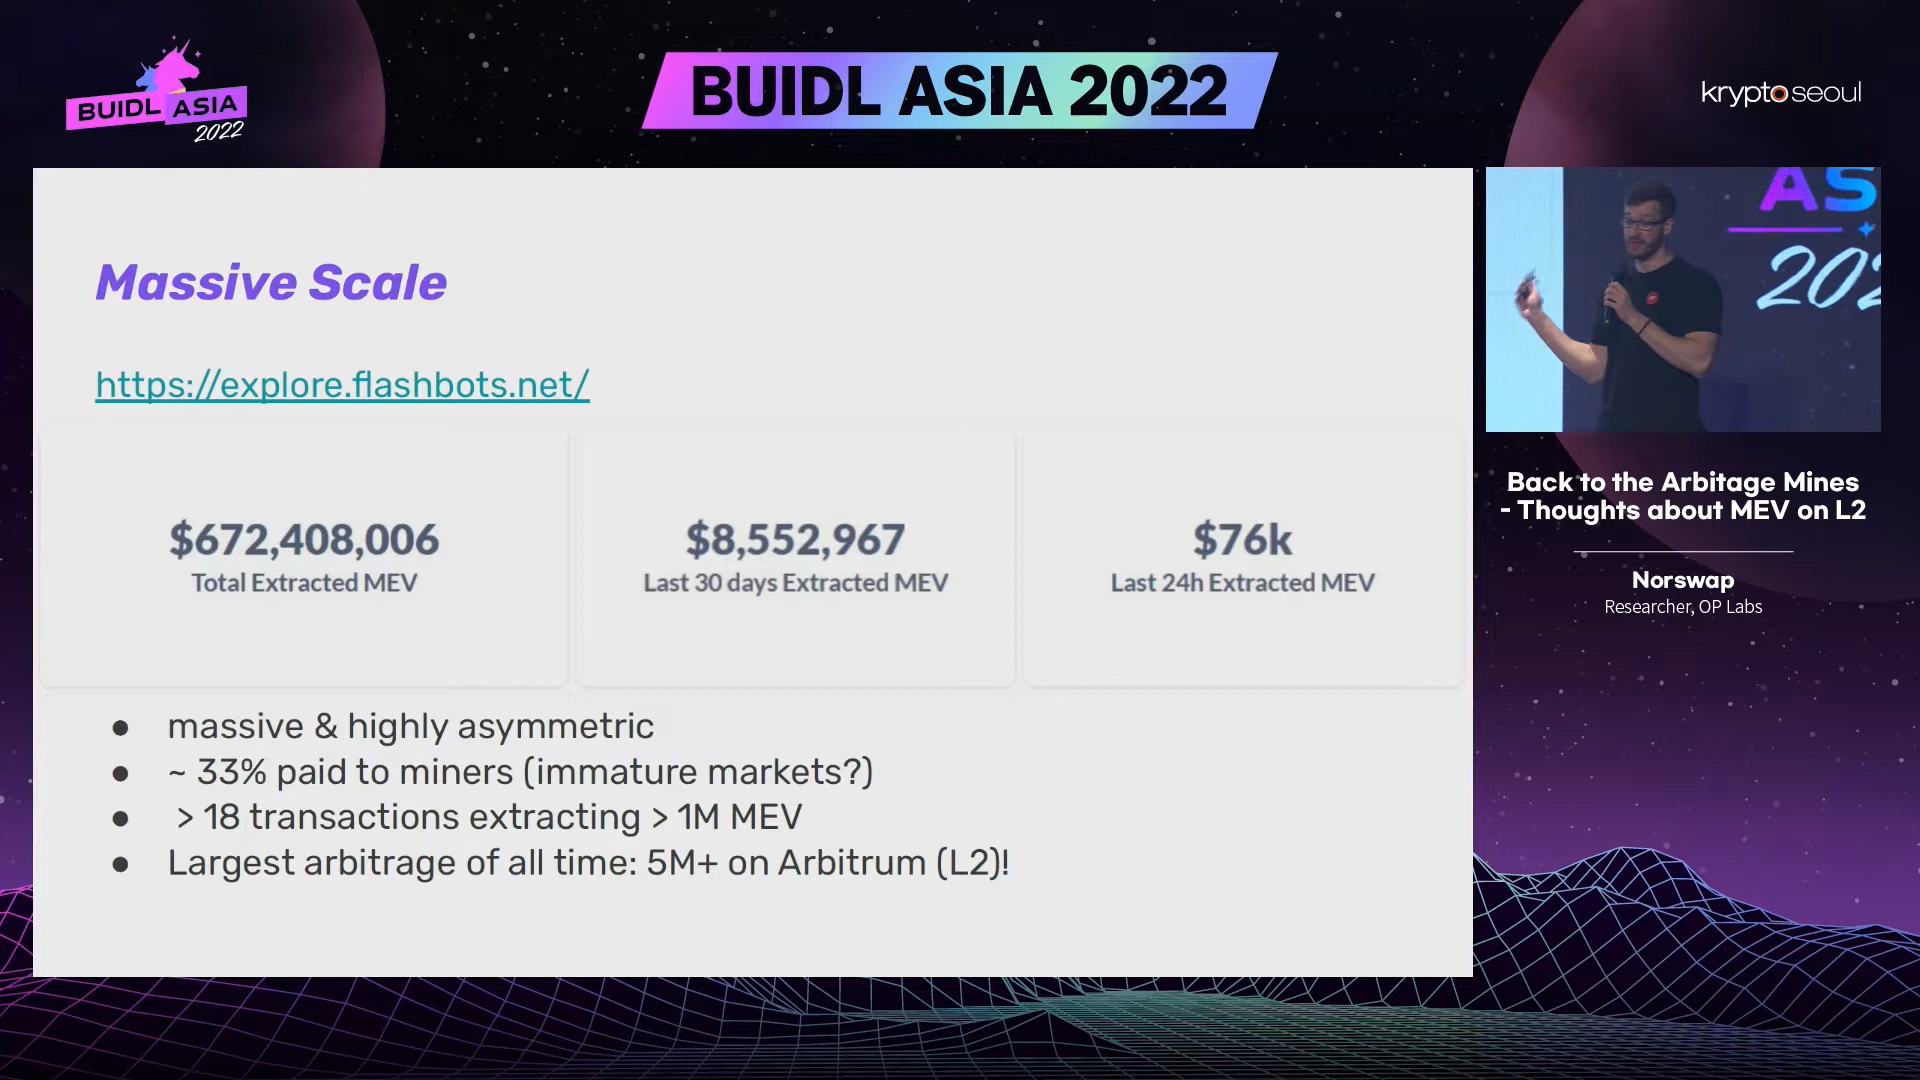 BUIDL ASIA
2022
BUIDL ASIA 2022
kryptoseoul
Massive Scale
https://explore.flashbots.net/
$672,408,006
Total Extracted MEV
$8,552,967
Last 30 days Extracted MEV
$76k
Last 24h Extracted MEV
● massive & highly asymmetric
● ~ 33% paid to miners (immature markets?)
● > 18 transactions extracting > 1M MEV
● Largest arbitrage of all time: 5M+ on Arbitrum (L2)!
AS
202
Back to the Arbitage Mines
- Thoughts about MEV on L2
Norswap
Researcher, OP Labs